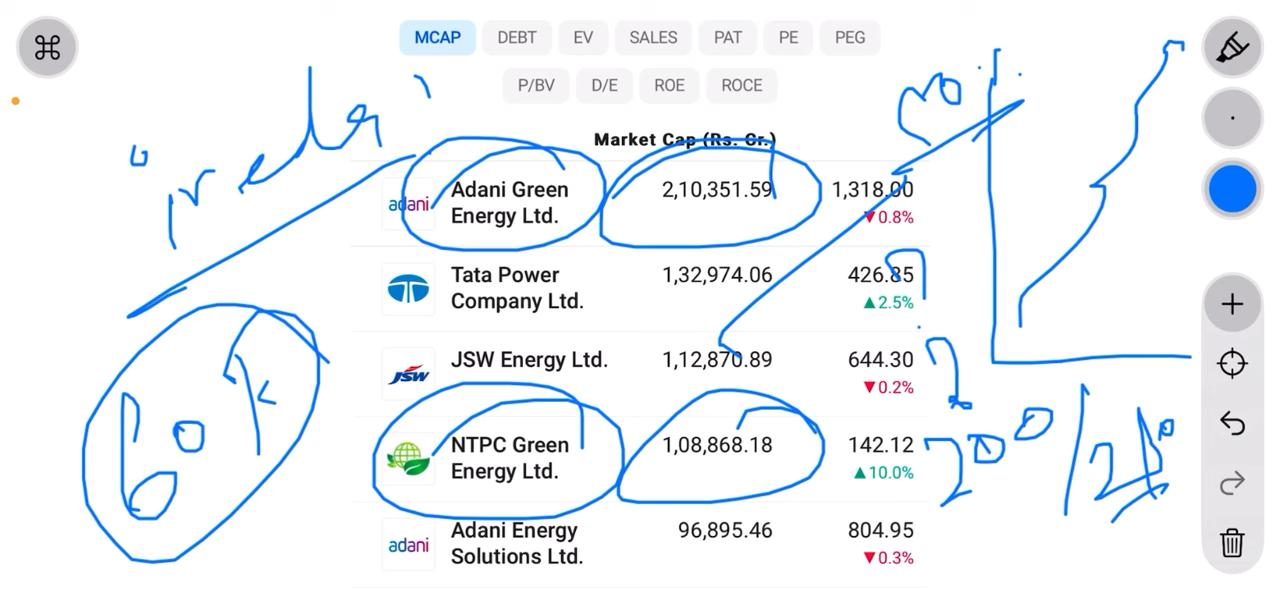 MCAP DEBT EV SALES PAT PE PEG
P/BV D/E ROE ROCE
Market Cap (Rs. Cr.)
adani Adani Green Energy Ltd. 2,10,351.59 1,318.00 ▼0.8%
Tata Power Company Ltd. 1,32,974.06 426.85 ▲2.5%
JSW JSW Energy Ltd. 1,12,870.89 644.30 ▼0.2%
NTPC Green Energy Ltd. 1,08,868.18 142.12 ▲10.0%
adani Adani Energy Solutions Ltd. 96,895.46 804.95 ▼0.3%
"ireda"
60%
200/210